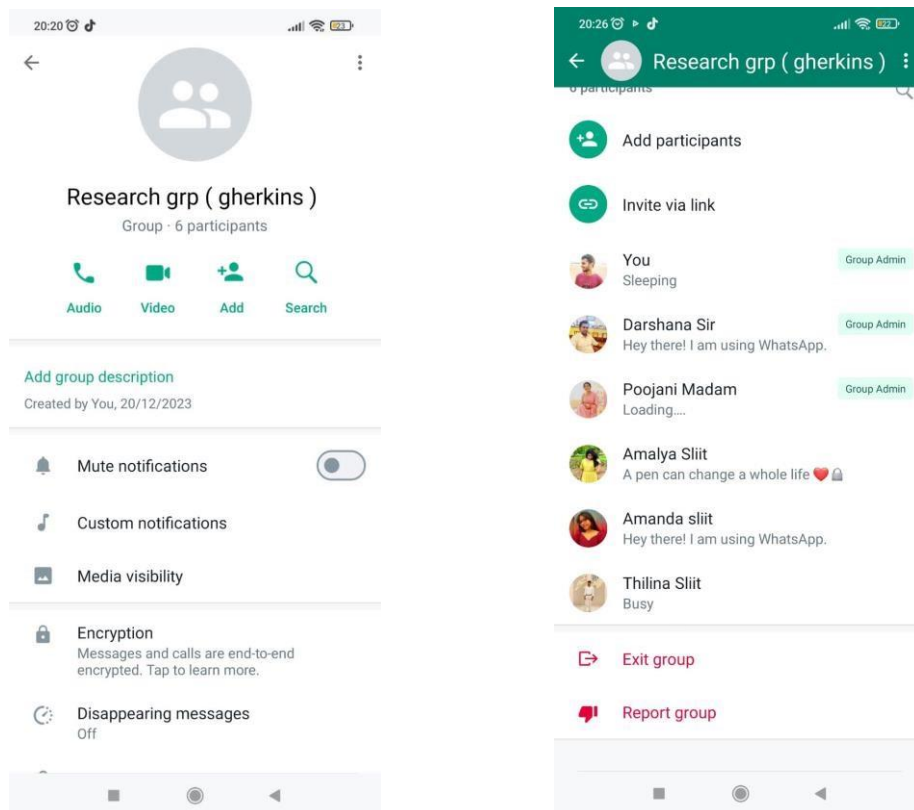 20:20
23
Research grp ( gherkins )
Group · 6 participants
Audio Video Add Search
Add group description
Created by You, 20/12/2023
Mute notifications
Custom notifications
Media visibility
Encryption
Messages and calls are end-to-end
encrypted. Tap to learn more.
Disappearing messages
Off
20:26
22
Research grp ( gherkins )
6 participants
Add participants
Invite via link
You Group Admin
Sleeping
Darshana Sir Group Admin
Hey there! I am using WhatsApp.
Poojani Madam Group Admin
Loading....
Amalya Sliit
A pen can change a whole life ❤️🔒
Amanda sliit
Hey there! I am using WhatsApp.
Thilina Sliit
Busy
Exit group
Report group